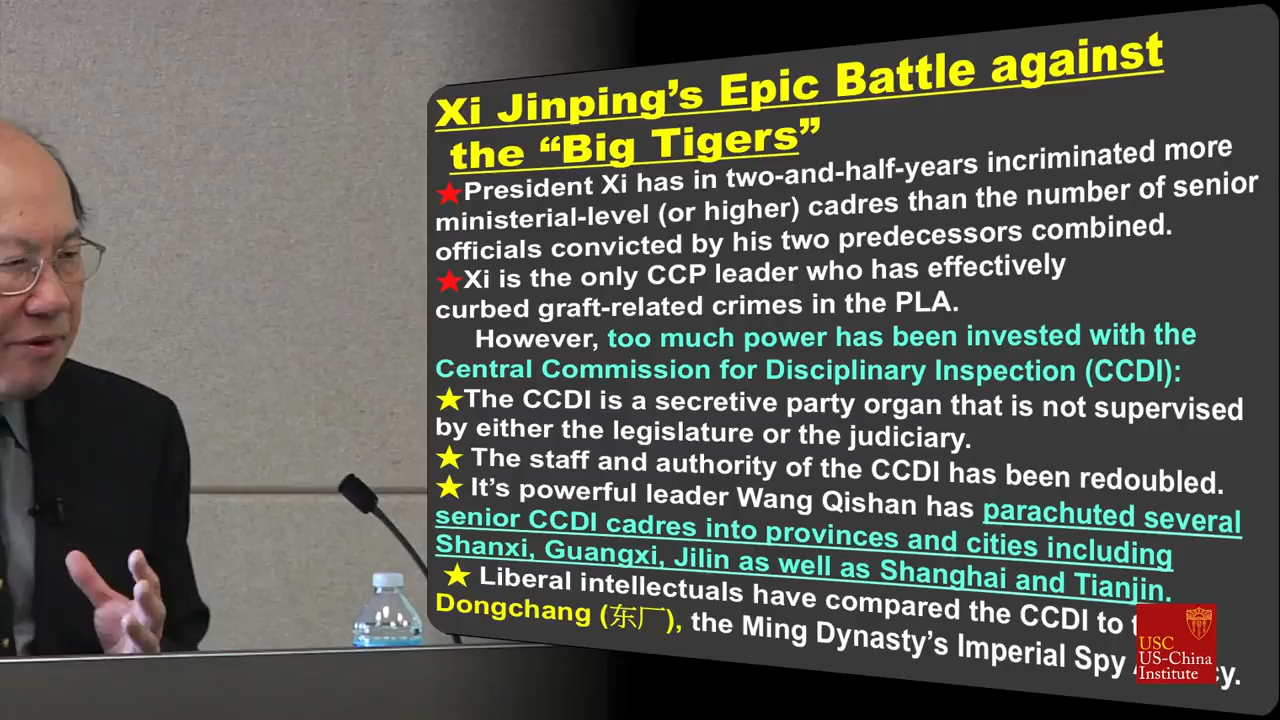 Xi Jinping's Epic Battle against
the "Big Tigers"
★President Xi has in two-and-half-years incriminated more
ministerial-level (or higher) cadres than the number of senior
officials convicted by his two predecessors combined.
★Xi is the only CCP leader who has effectively
curbed graft-related crimes in the PLA.
However, too much power has been invested with the
Central Commission for Disciplinary Inspection (CCDI):
★The CCDI is a secretive party organ that is not supervised
by either the legislature or the judiciary.
★ The staff and authority of the CCDI has been redoubled.
★ It's powerful leader Wang Qishan has parachuted several
senior CCDI cadres into provinces and cities including
Shanxi, Guangxi, Jilin as well as Shanghai and Tianjin.
★ Liberal intellectuals have compared the CCDI to
Dongchang (东厂), the Ming Dynasty's Imperial Spy
USC
US-China
Institute